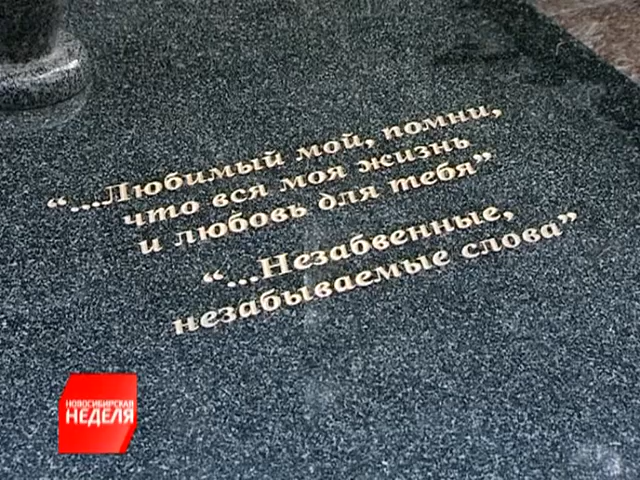 “...Любимый мой, помни,
что вся моя жизнь
и любовь для тебя”
“...Незабвенные,
незабываемые слова”
НОВОСИБИРСКАЯ
НЕДЕЛЯ